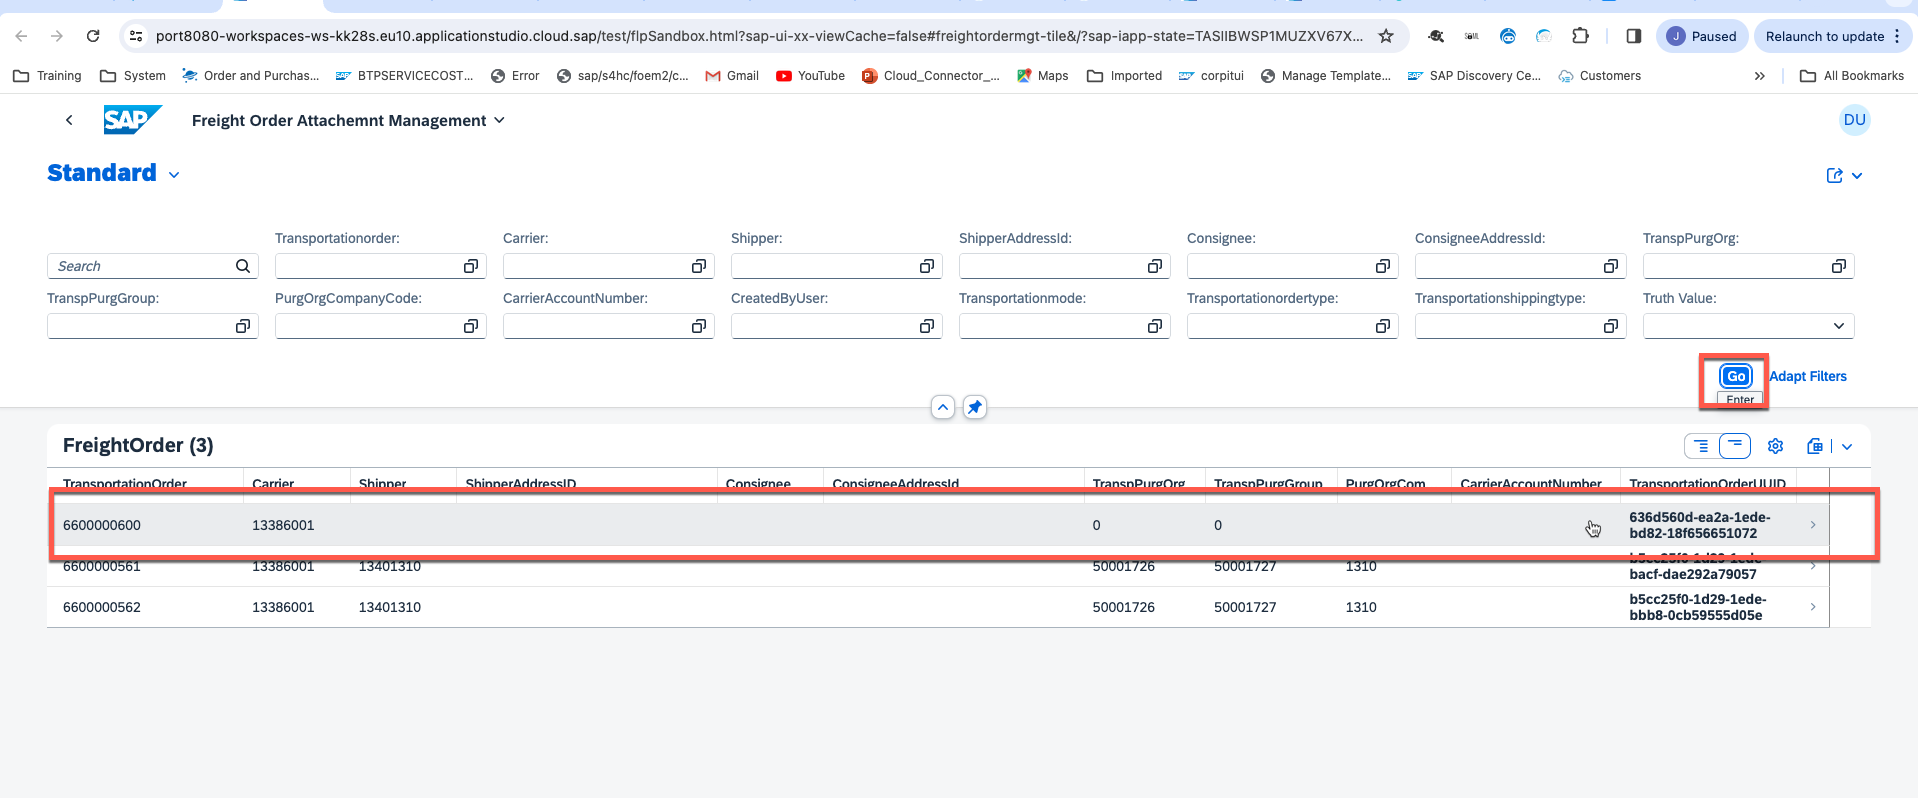 port8080-workspaces-ws-kk28s.eu10.applicationstudio.cloud.sap/test/flpSandbox.html?sap-ui-xx-viewCache=false#freightordermgt-tile&/?sap-iapp-state=TASIIBWSP1MUZXV67X...
J Paused
Relaunch to update
Training System Order and Purchas... SAP BTPSERVICECOST... Error sap/s4hc/foem2/c... Gmail YouTube Cloud_Connector_... Maps Imported corpitui Manage Template... SAP Discovery Ce... Customers » All Bookmarks
SAP Freight Order Attachemnt Management DU
Standard
Transportationorder: Carrier: Shipper: ShipperAddressId: Consignee: ConsigneeAddressId: TranspPurgOrg:
Search
TranspPurgGroup: PurgOrgCompanyCode: CarrierAccountNumber: CreatedByUser: Transportationmode: Transportationordertype: Transportationshippingtype: Truth Value:
Go Adapt Filters
Enter
FreightOrder (3)
TransportationOrder Carrier Shipper ShipperAddressID Consignee ConsigneeAddressId TranspPurgOrg TranspPurgGroup PurgOrgCom CarrierAccountNumber TransportationOrderUUID
6600000600 13386001 0 0 636d560d-ea2a-1ede-
bd82-18f656651072
6600000561 13386001 13401310 50001726 50001727 1310 b5cc25f0-1d29-1ede-
bacf-dae292a79057
6600000562 13386001 13401310 50001726 50001727 1310 b5cc25f0-1d29-1ede-
bbb8-0cb59555d05e